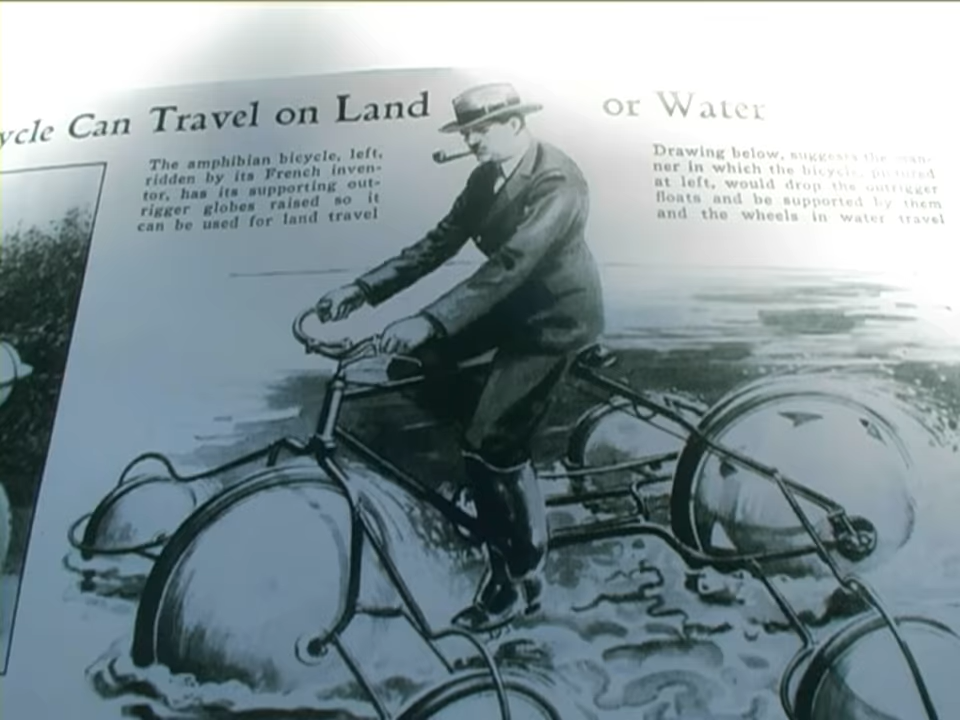 ycle Can Travel on Land or Water
The amphibian bicycle, left,
ridden by its French inven-
tor, has its supporting out-
rigger globes raised so it
can be used for land travel
Drawing below, suggests the man-
ner in which the bicycle, pictured
at left, would drop the outrigger
floats and be supported by them
and the wheels in water travel